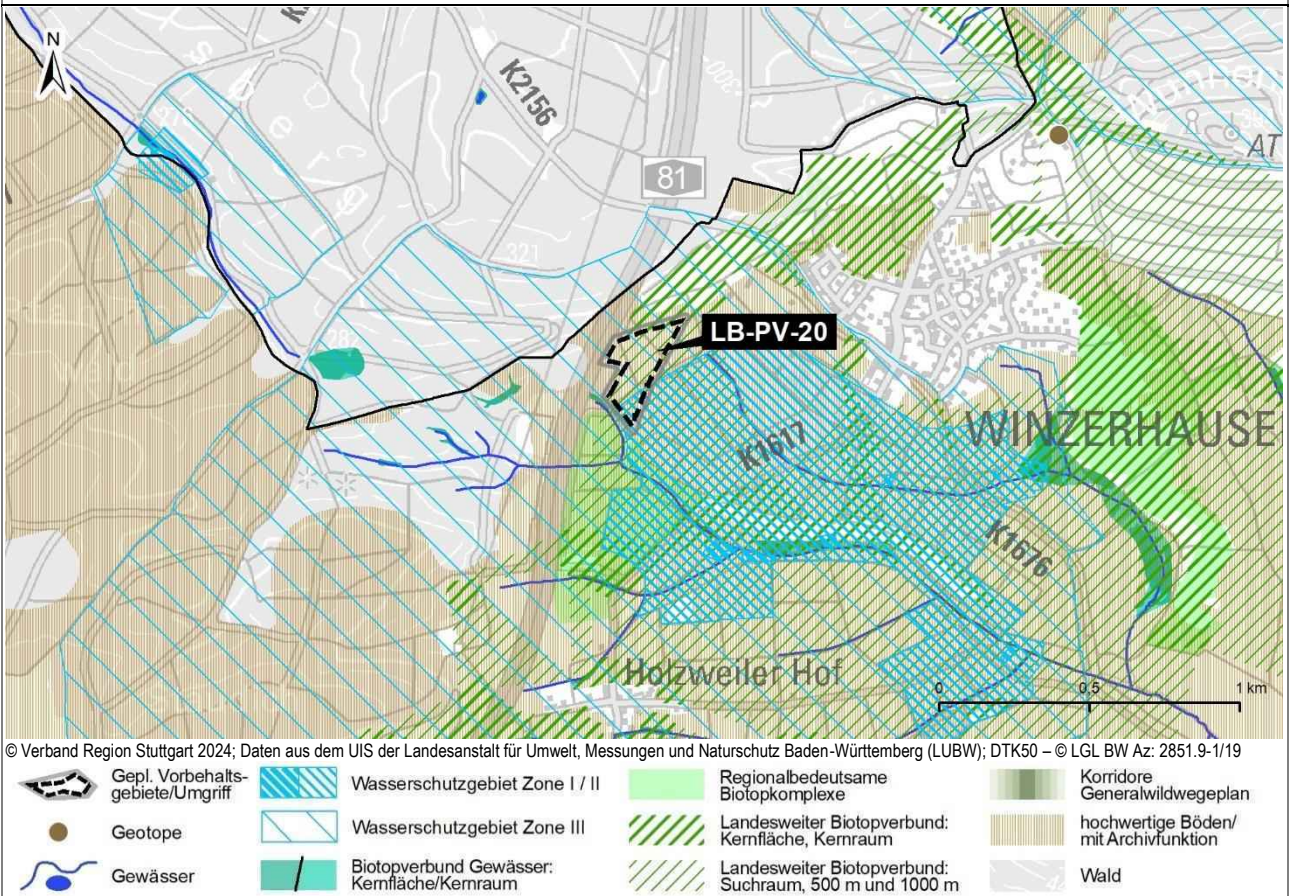 N
K2156
300
AT
81
278
321
LB-PV-20
282
WINZERHAUSE
K1617
K1676
Holzweiler Hof
0 0.5 1 km
© Verband Region Stuttgart 2024; Daten aus dem UIS der Landesanstalt für Umwelt, Messungen und Naturschutz Baden-Württemberg (LUBW); DTK50 – © LGL BW Az: 2851.9-1/19
Gepl. Vorbehalts-
gebiete/Umgriff
Geotope
Gewässer
Wasserschutzgebiet Zone I / II
Wasserschutzgebiet Zone III
Biotopverbund Gewässer:
Kernfläche/Kernraum
Regionalbedeutsame
Biotopkomplexe
Landesweiter Biotopverbund:
Kernfläche, Kernraum
Landesweiter Biotopverbund:
Suchraum, 500 m und 1000 m
Korridore
Generalwildwegeplan
hochwertige Böden/
mit Archivfunktion
Wald